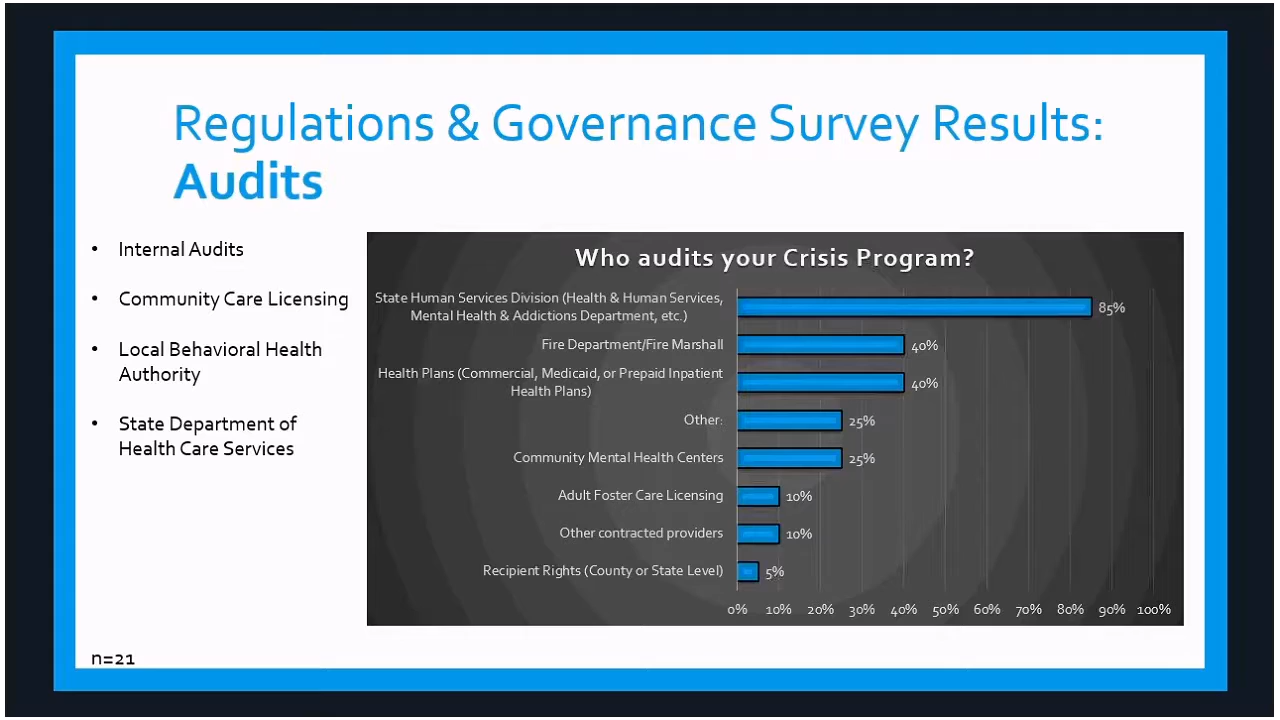 Regulations & Governance Survey Results:
Audits
• Internal Audits
• Community Care Licensing
• Local Behavioral Health
Authority
• State Department of
Health Care Services
Who audits your Crisis Program?
State Human Services Division (Health & Human Services,
Mental Health & Addictions Department, etc.)
85%
Fire Department/Fire Marshall
40%
Health Plans (Commercial, Medicaid, or Prepaid Inpatient
Health Plans)
40%
Other:
25%
Community Mental Health Centers
25%
Adult Foster Care Licensing
10%
Other contracted providers
10%
Recipient Rights (County or State Level)
5%
0% 10% 20% 30% 40% 50% 60% 70% 80% 90% 100%
n=21